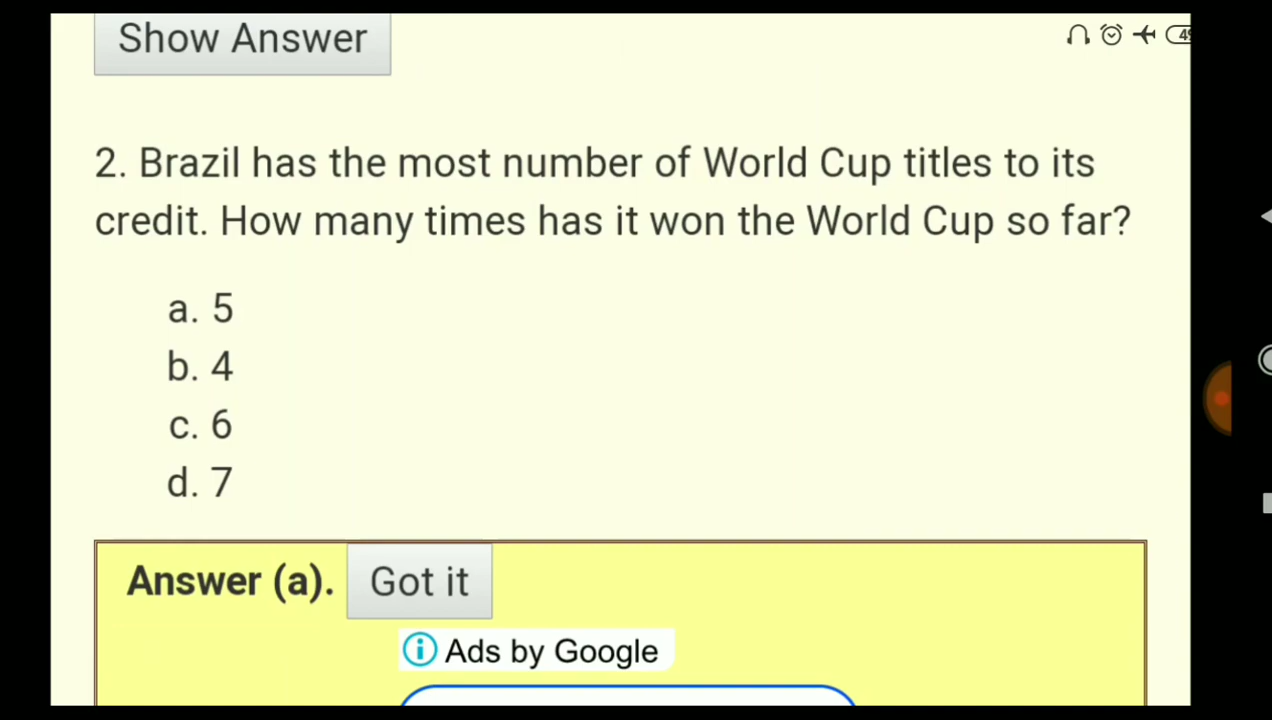 Show Answer
2. Brazil has the most number of World Cup titles to its
credit. How many times has it won the World Cup so far?
a. 5
b. 4
c. 6
d. 7
Answer (a). Got it
Ads by Google